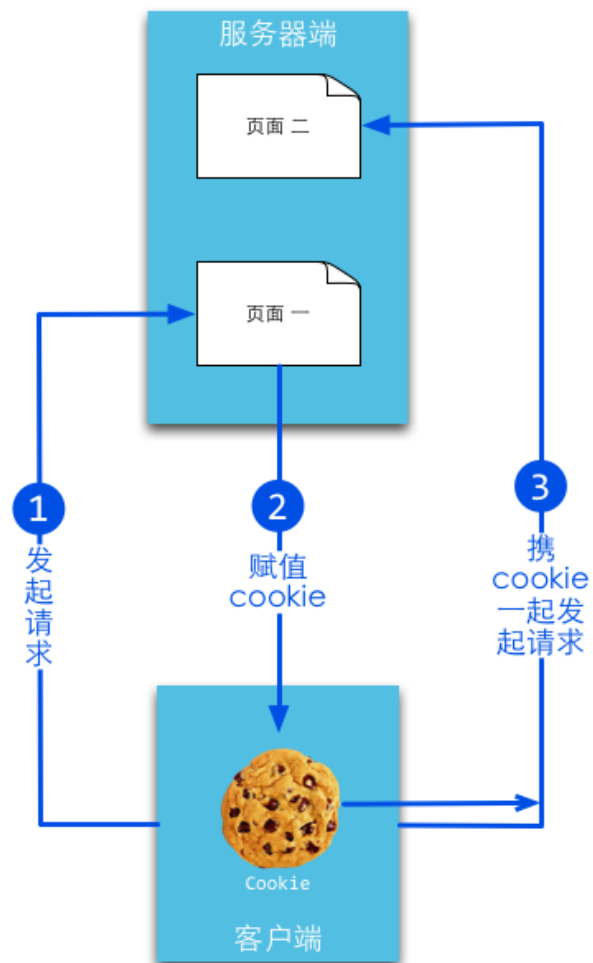 服务器端
页面 二
页面 一
1
发
起
请
求
2
赋值
cookie
3
携
cookie
一起发
起请求
Cookie
客户端